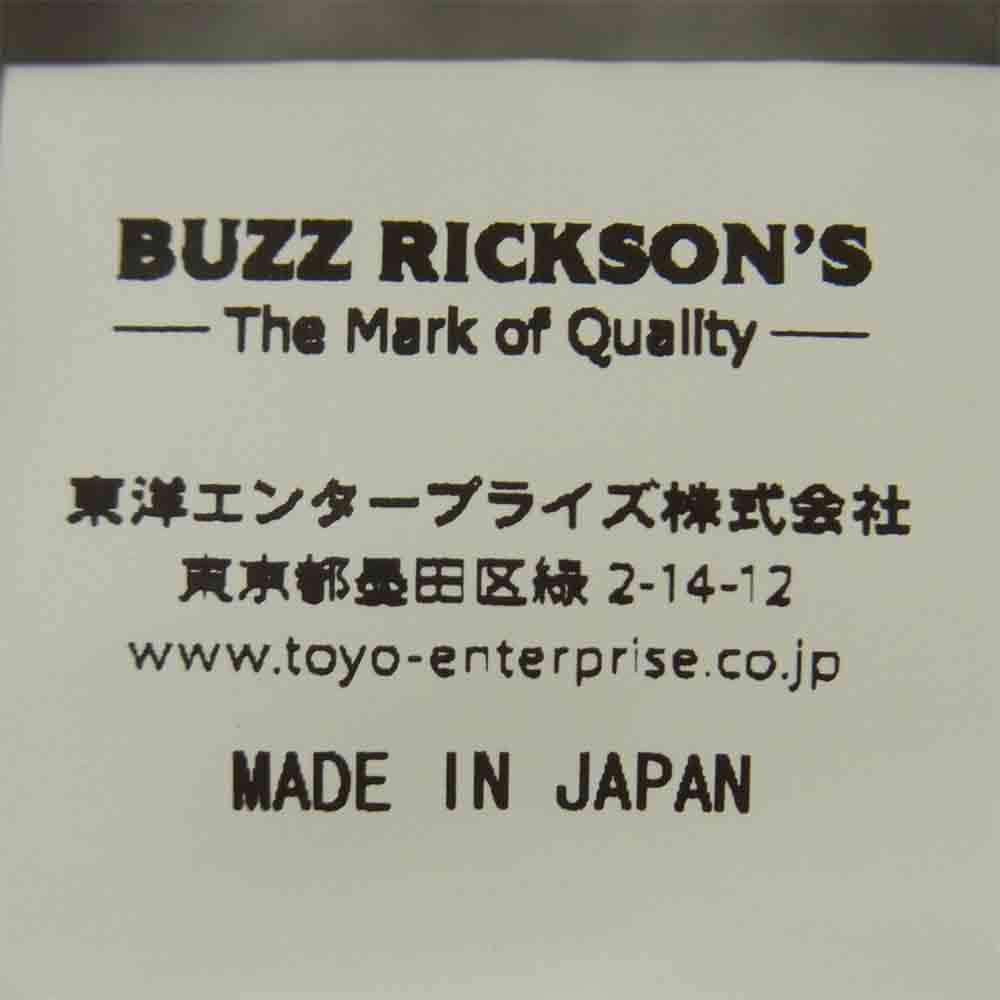 BUZZ RICKSON'S
The Mark of Quality
東洋エンタープライズ株式会社
東京都墨田区緑 2-14-12
www.toyo-enterprise.co.jp
MADE IN JAPAN